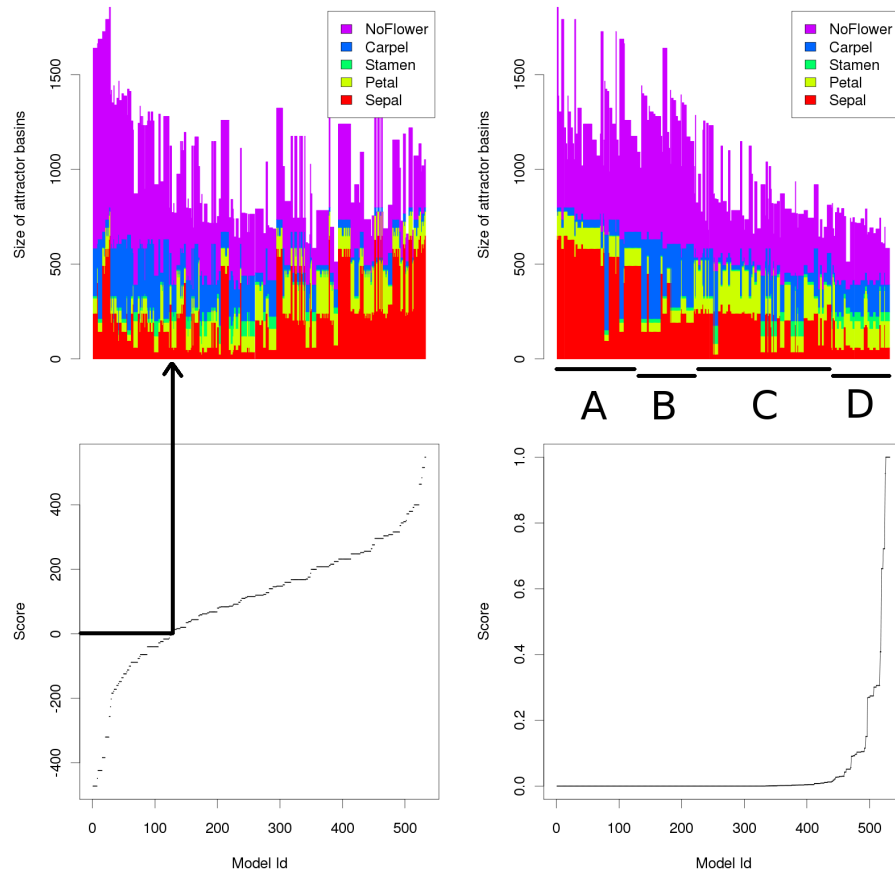 NoFlower
Carpel
Stamen
Petal
Sepal
Size of attractor basins
0
500
1000
1500
NoFlower
Carpel
Stamen
Petal
Sepal
Size of attractor basins
0
500
1000
1500
A
B
C
D
Score
-400
-200
0
200
400
0
100
200
300
400
500
Model Id
Score
0.0
0.2
0.4
0.6
0.8
1.0
0
100
200
300
400
500
Model Id